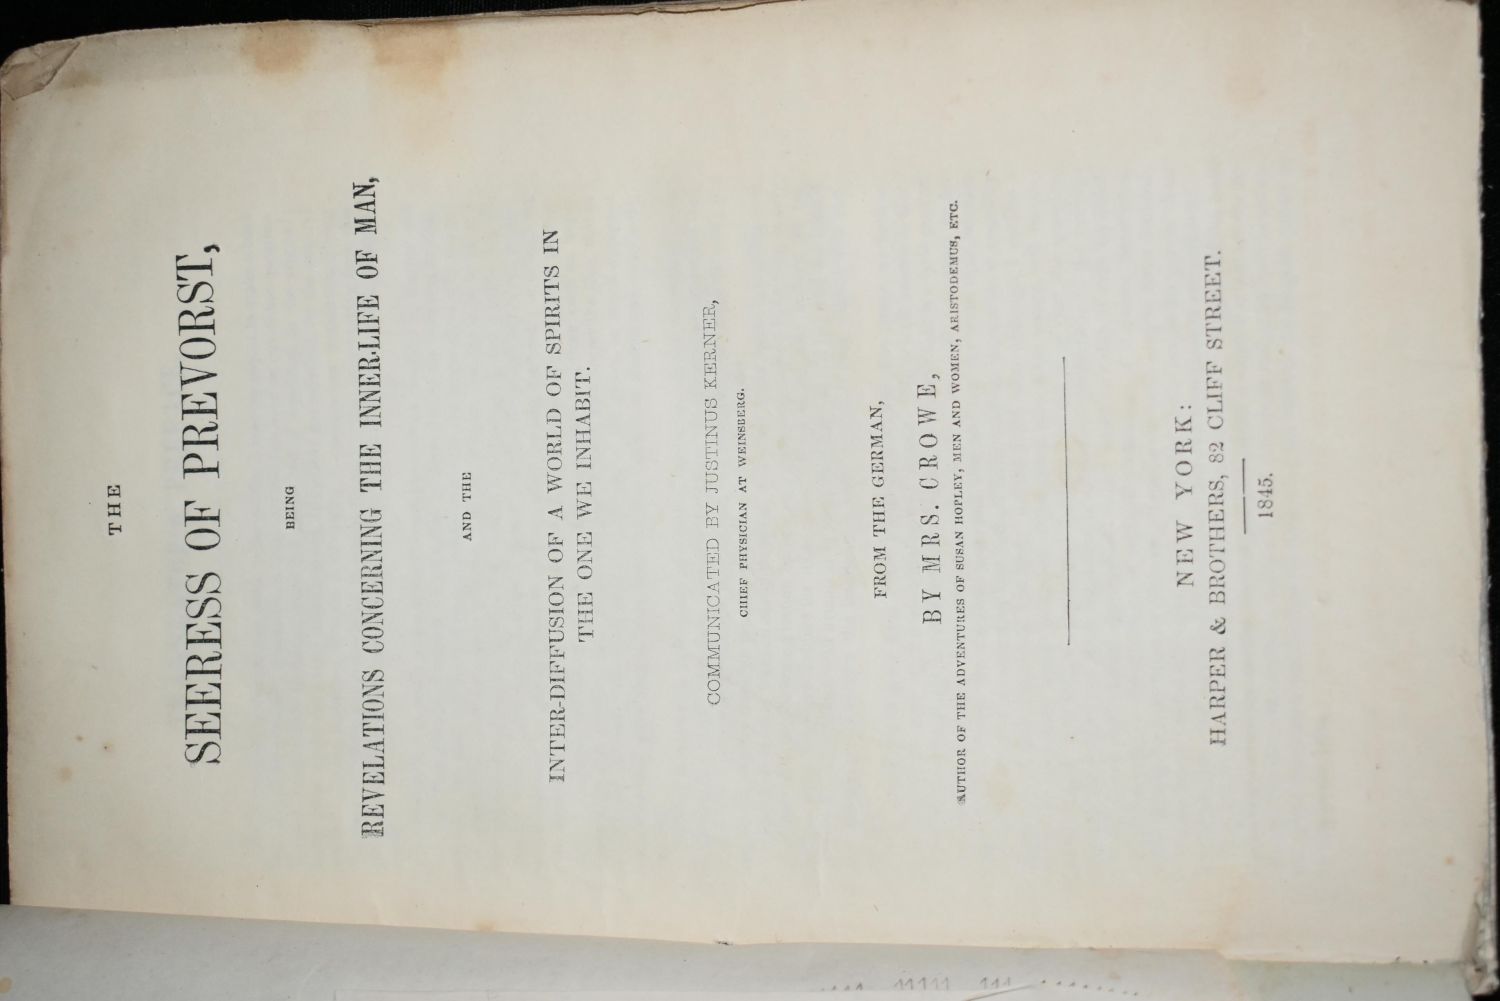 THE
SEERESS OF PREVORST,
BEING
REVELATIONS CONCERNING THE INNER-LIFE OF MAN,
AND THE
INTER-DIFFUSION OF A WORLD OF SPIRITS IN
THE ONE WE INHABIT.
COMMUNICATED BY JUSTINUS KERNER,
CHIEF PHYSICIAN AT WEINSBERG.
FROM THE GERMAN,
BY MRS. CROWE,
AUTHOR OF THE ADVENTURES OF SUSAN HOPLEY, MEN AND WOMEN, ARISTODEMUS, ETC.
NEW YORK:
HARPER & BROTHERS, 82 CLIFF STREET.
1845.